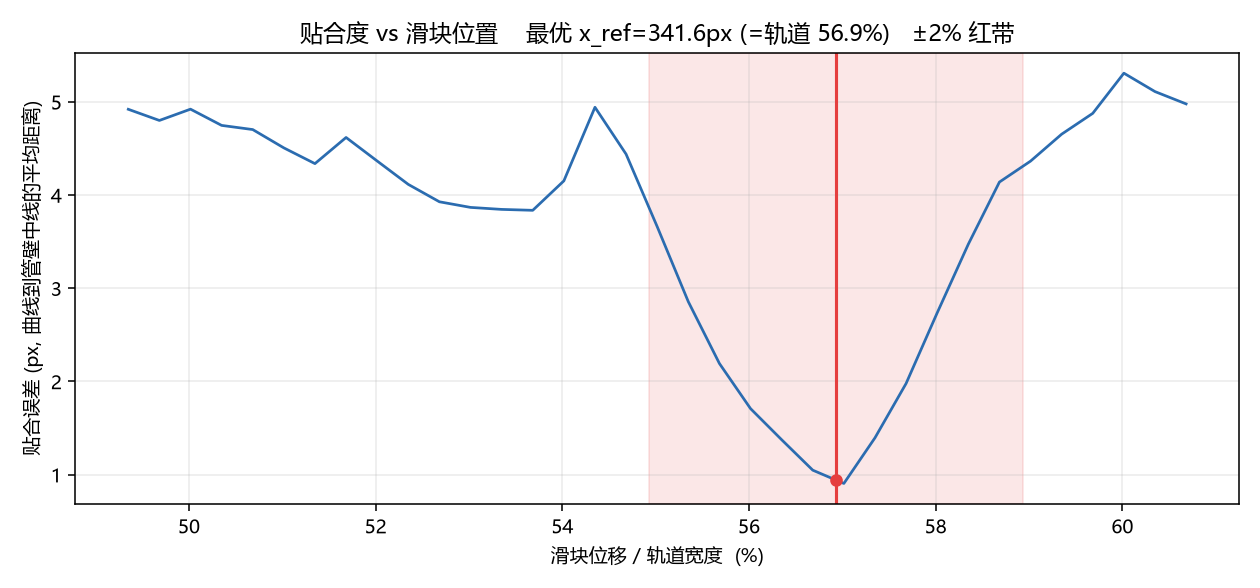 贴合度 vs 滑块位置 最优 x_ref=341.6px (=轨道 56.9%) ±2% 红带
贴合误差 (px, 曲线到管壁中线的平均距离)
5
4
3
2
1
50 52 54 56 58 60
滑块位移 / 轨道宽度 (%)